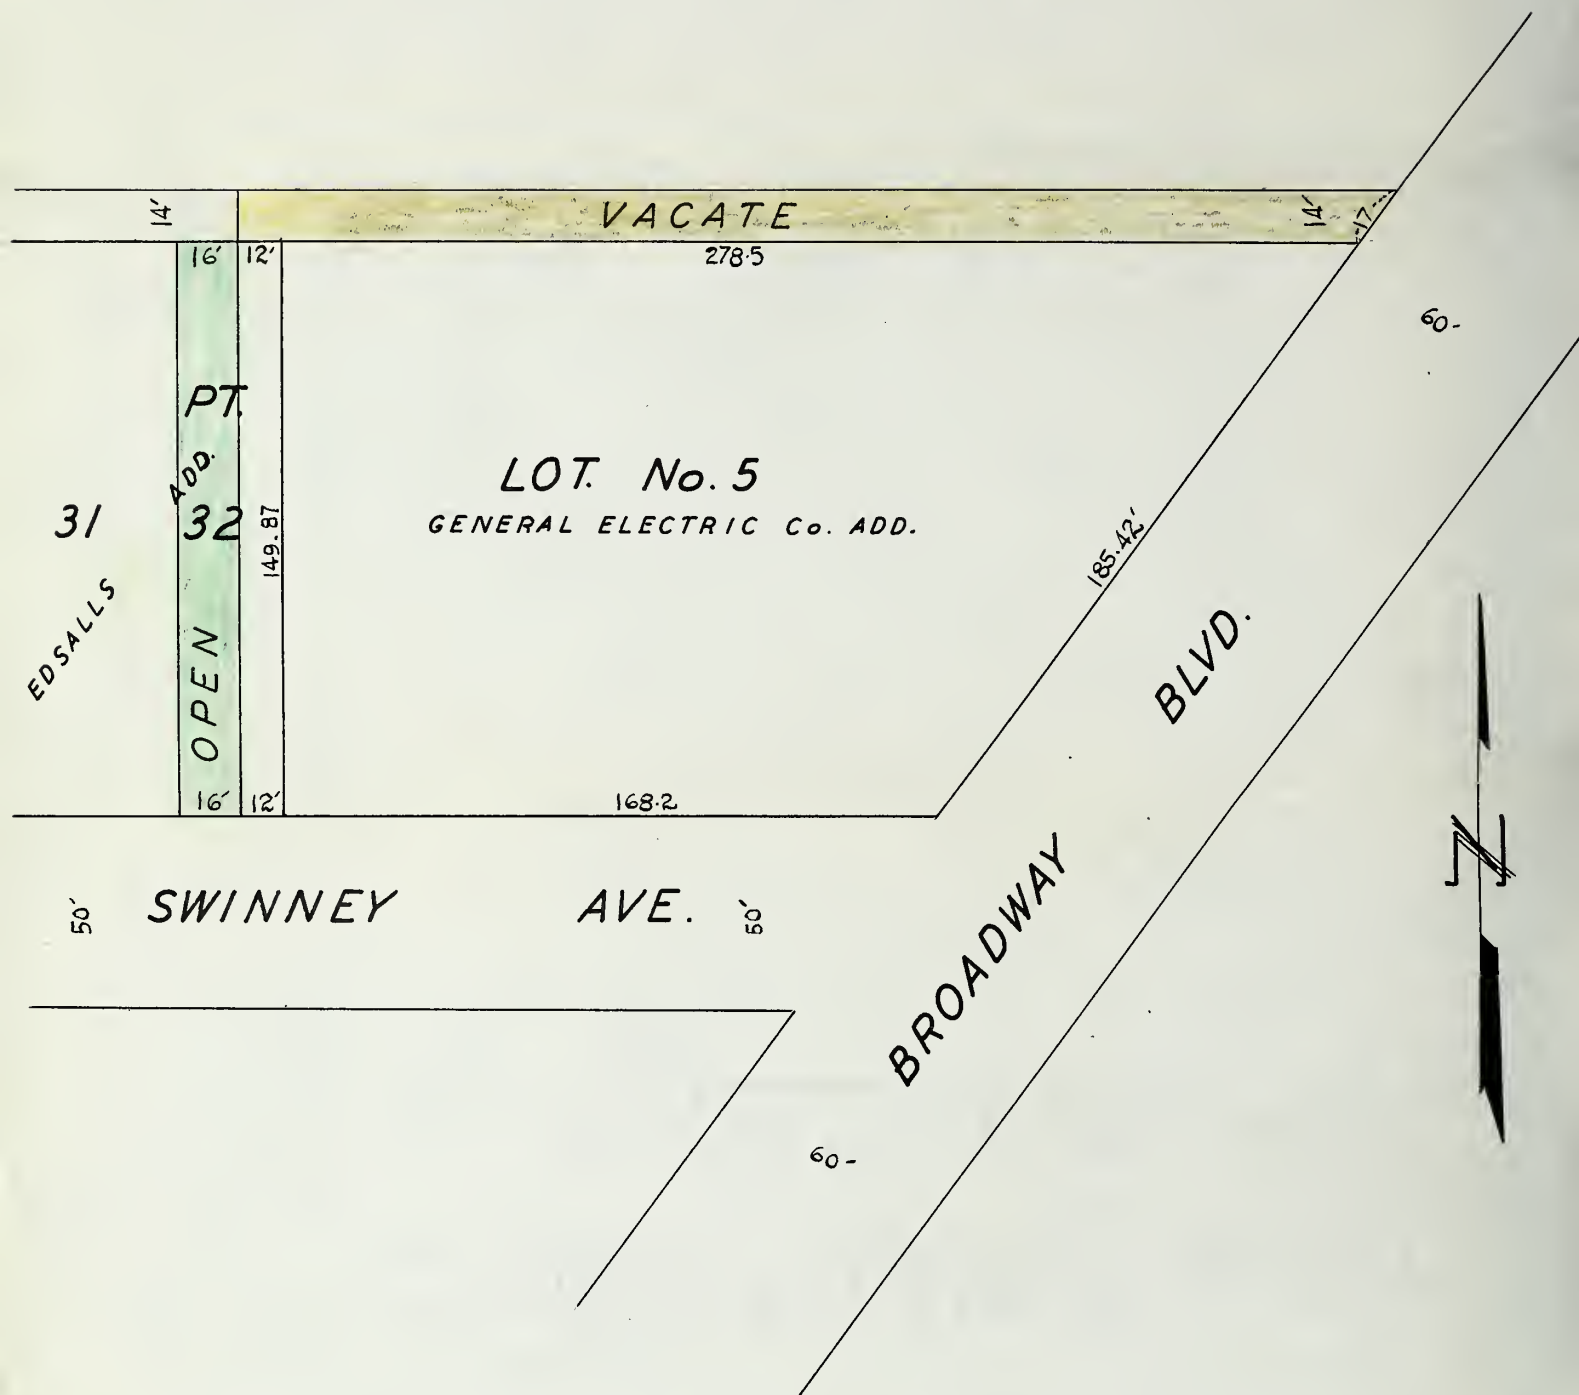 14'
VACATE
14'
17
16'
12'
278.5
60-
PT.
ADD.
32
OPEN
31
EDSALLS
149.87
LOT. No. 5
GENERAL ELECTRIC Co. ADD.
185.42'
BLVD.
16'
12'
168.2
50'
SWINNEY AVE.
50'
BROADWAY
N
60-